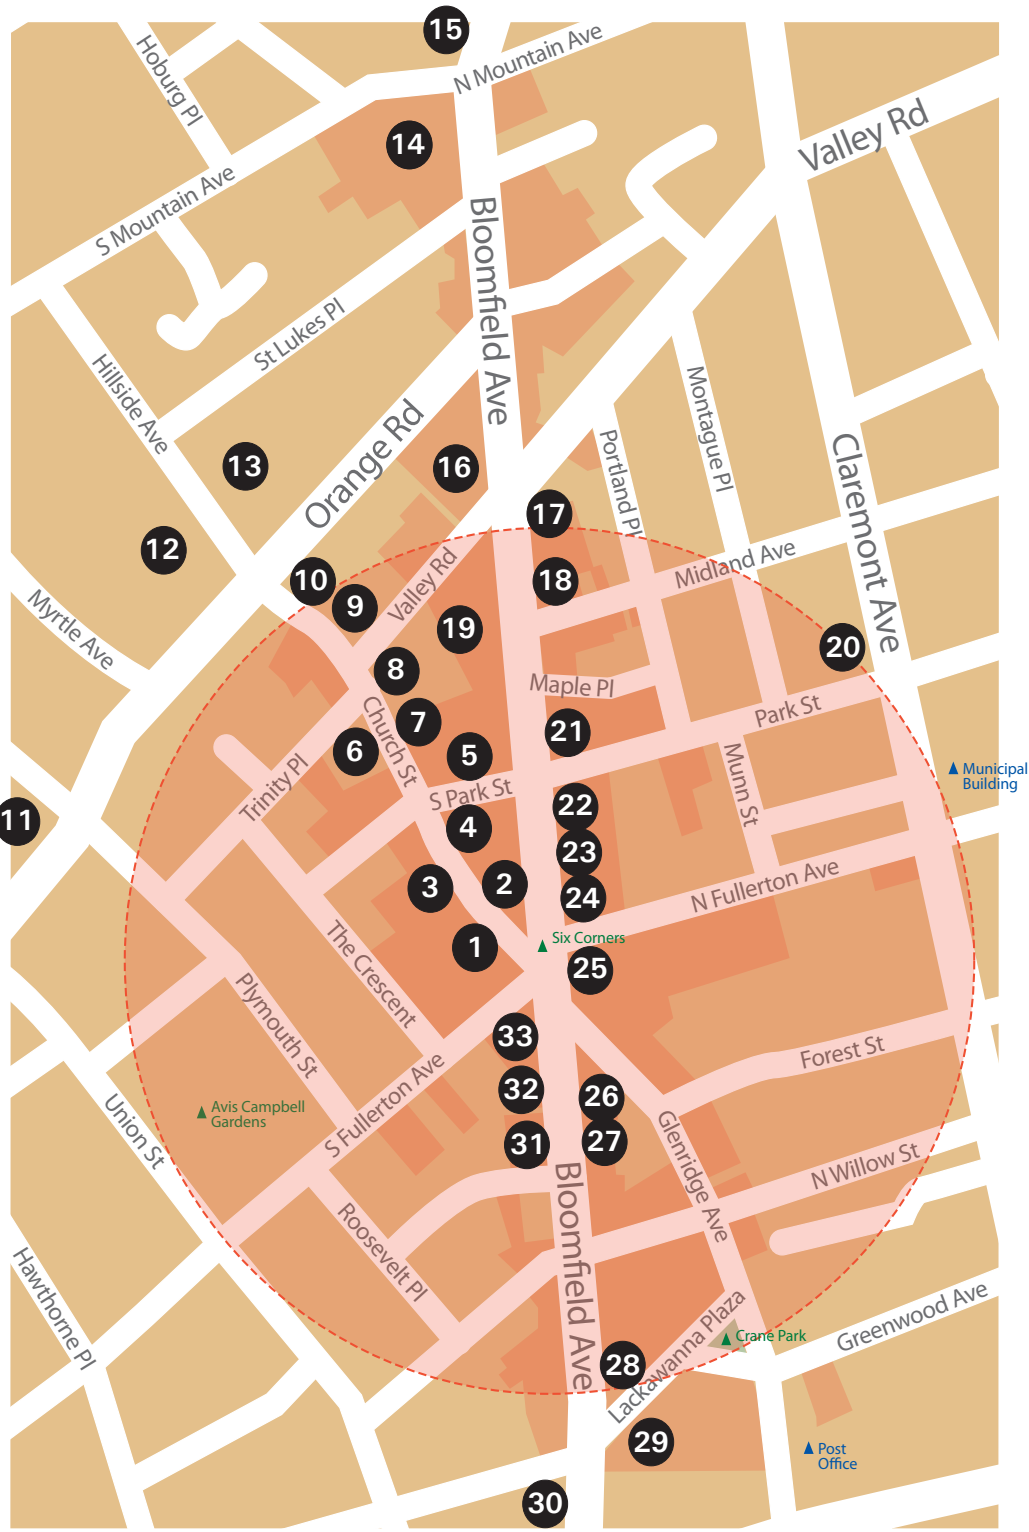 15
N Mountain Ave
Hoburg Pl
14
Valley Rd
S Mountain Ave
Bloomfield Ave
St Lukes Pl
Hillside Ave
Montague Pl
Orange Rd
Portland Pl
Claremont Ave
13
16
17
12
Midland Ave
10
18
Valley Rd
9
Myrtle Ave
19
20
8
Maple Pl
Church St
Park St
7
21
6
5
Munn St
Municipal
Building
Trinity Pl
S Park St
11
22
4
23
3
2
24
N Fullerton Ave
1
Six Corners
The Crescent
25
Plymouth St
33
Forest St
32
26
Avis Campbell
Gardens
S Fullerton Ave
Union St
31
27
Glenridge Ave
N Willow St
Bloomfield Ave
Roosevelt Pl
Hawthorne Pl
Lackawanna Plaza
Crane Park
Greenwood Ave
28
29
Post
Office
30